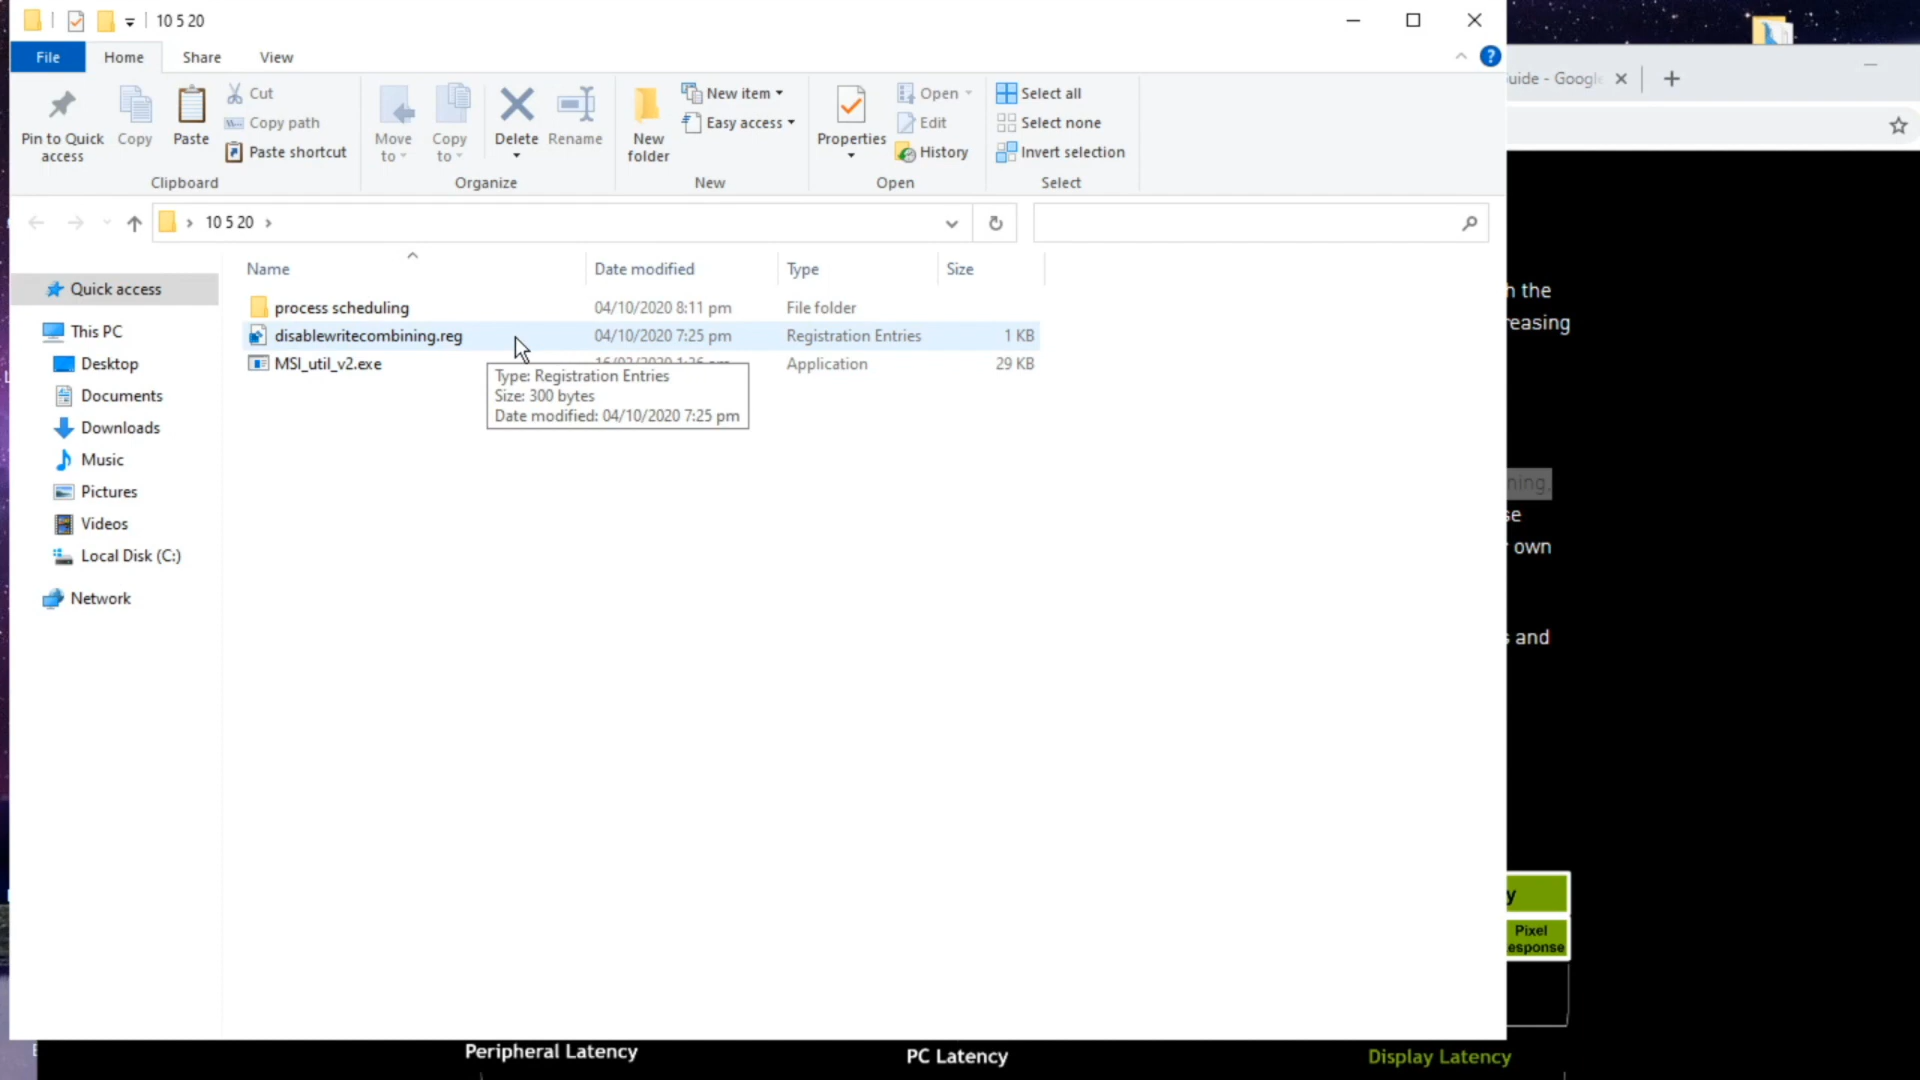 10 5 20
File Home Share View
Pin to Quick access
Copy
Paste
Cut
Copy path
Paste shortcut
Clipboard
Move to
Copy to
Delete
Rename
Organize
New folder
New item
Easy access
New
Properties
Open
Edit
History
Open
Select all
Select none
Invert selection
Select
10 5 20
Name Date modified Type Size
process scheduling 04/10/2020 8:11 pm File folder
disablewritecombining.reg 04/10/2020 7:25 pm Registration Entries 1 KB
MSI_util_v2.exe Application 29 KB
Type: Registration Entries
Size: 300 bytes
Date modified: 04/10/2020 7:25 pm
Quick access
This PC
Desktop
Documents
Downloads
Music
Pictures
Videos
Local Disk (C:)
Network
uide - Google
h the
reasing
ning,
se
own
and
y
Pixel
esponse
Peripheral Latency
PC Latency
Display Latency